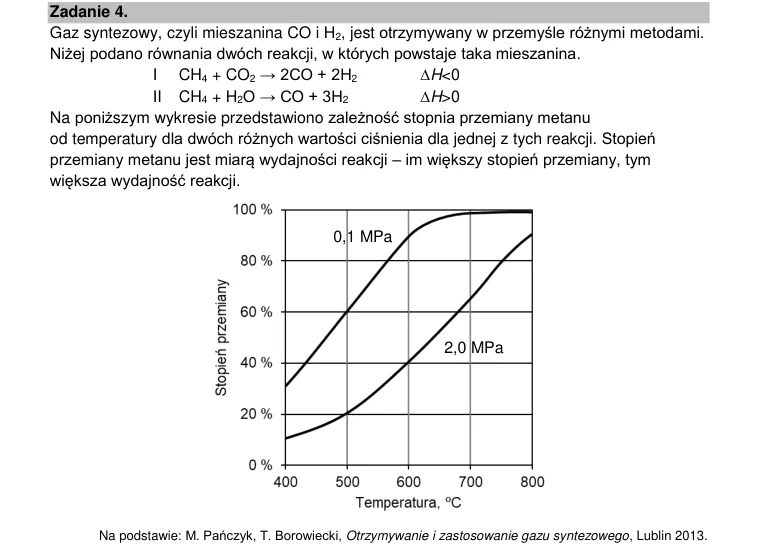 Zadanie 4.
Gaz syntezowy, czyli mieszanina CO i H₂, jest otrzymywany w przemyśle różnymi metodami.
Niżej podano równania dwóch reakcji, w których powstaje taka mieszanina.
I CH₄ + CO₂ → 2CO + 2H₂ ΔH<0
II CH₄ + H₂O → CO + 3H₂ ΔH>0
Na poniższym wykresie przedstawiono zależność stopnia przemiany metanu
od temperatury dla dwóch różnych wartości ciśnienia dla jednej z tych reakcji. Stopień
przemiany metanu jest miarą wydajności reakcji – im większy stopień przemiany, tym
większa wydajność reakcji.
100 %
0,1 MPa
80 %
60 %
2,0 MPa
40 %
20 %
0 %
Stopień przemiany
400 500 600 700 800
Temperatura, °C
Na podstawie: M. Pańczyk, T. Borowiecki, Otrzymywanie i zastosowanie gazu syntezowego, Lublin 2013.